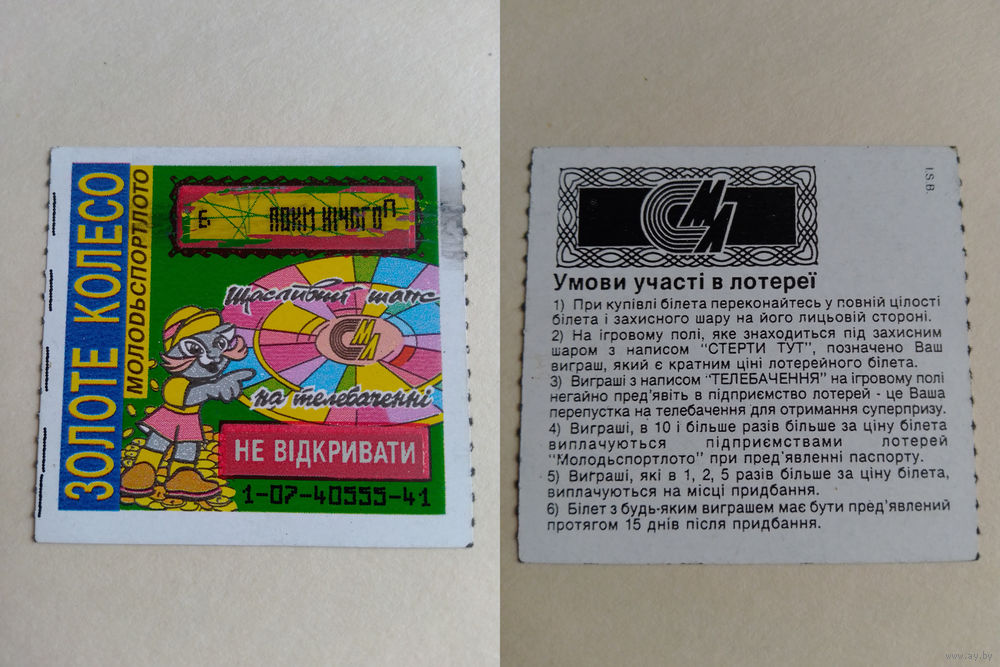 ЗОЛОТЕ КОЛЕСО
МОЛОДЬСПОРТЛОТО
Б ПОКИ НІЧОГО П
Щасливий шанс
СМЛ
на телебаченні
НЕ ВІДКРИВАТИ
1-07-40555-41
СМЛ
I.S.B.
Умови участі в лотереї
1) При купівлі білета переконайтесь у повній цілості
білета і захисного шару на його лицьовій стороні.
2) На ігровому полі, яке знаходиться під захисним
шаром з написом "СТЕРТИ ТУТ", позначено Ваш
виграш, який є кратним ціні лотерейного білета.
3) Виграші з написом "ТЕЛЕБАЧЕННЯ" на ігровому полі
негайно пред'явіть в підприємство лотерей - це Ваша
перепустка на телебачення для отримання суперпризу.
4) Виграші, в 10 і більше разів більше за ціну білета
виплачуються підприємствами лотерей
"Молодьспортлото" при пред'явленні паспорту.
5) Виграші, які в 1, 2, 5 разів більше за ціну білета,
виплачуються на місці придбання.
6) Білет з будь-яким виграшем має бути пред'явлений
протягом 15 днів після придбання.
www.ay.by